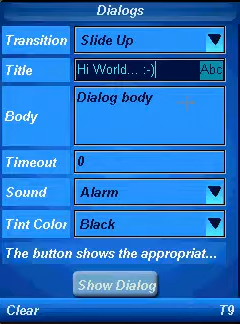 Dialogs
Transition Slide Up
Title Hi World... :-) Abc
Body Dialog body
Timeout 0
Sound Alarm
Tint Color Black
The button shows the appropriat...
Show Dialog
Clear T9